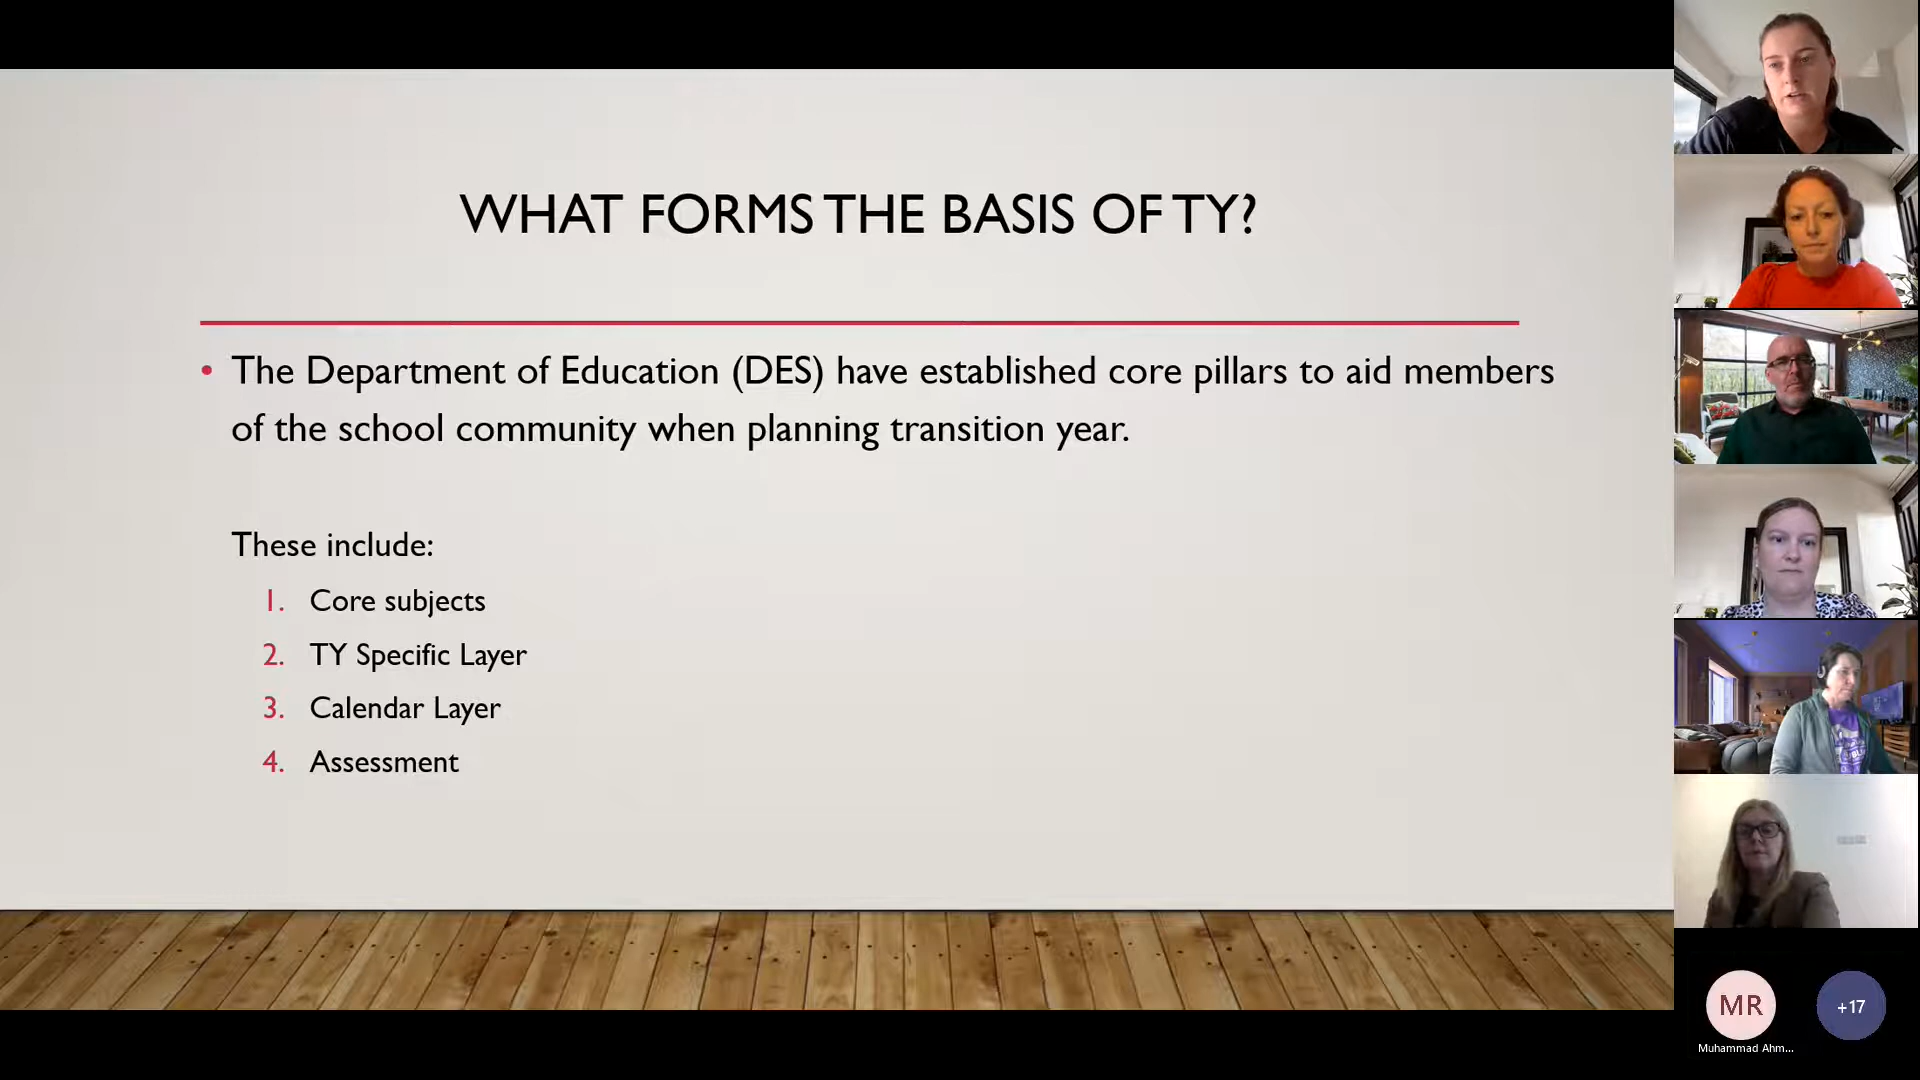 WHAT FORMS THE BASIS OF TY?
• The Department of Education (DES) have established core pillars to aid members
of the school community when planning transition year.
These include:
1. Core subjects
2. TY Specific Layer
3. Calendar Layer
4. Assessment
MR
+17
Muhammad Ahm...